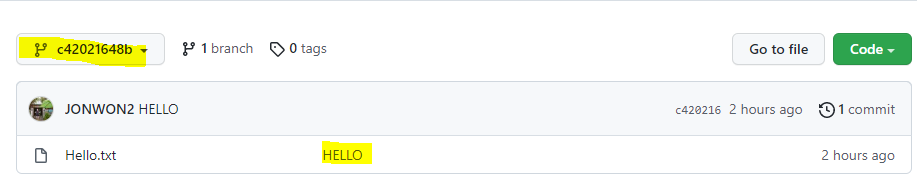 c42021648b 1 branch 0 tags Go to file Code
JONWON2 HELLO c420216 2 hours ago 1 commit
Hello.txt HELLO 2 hours ago